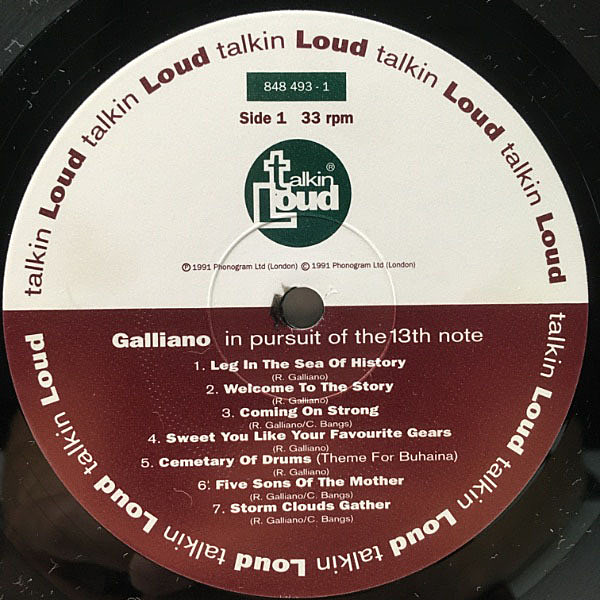 talkin Loud talkin Loud talkin Loud talkin Loud talkin Loud talkin Loud talkin Loud talkin Loud talkin Loud
848 493 - 1
Side 1 33 rpm
talkin ®
Loud
Ⓟ 1991 Phonogram Ltd (London) © 1991 Phonogram Ltd (London)
Galliano in pursuit of the 13th note
1. Leg In The Sea Of History
(R. Galliano)
2. Welcome To The Story
(R. Galliano)
3. Coming On Strong
(R. Galliano/C. Bangs)
4. Sweet You Like Your Favourite Gears
(R. Galliano)
5. Cemetary Of Drums (Theme For Buhaina)
(R. Galliano)
6. Five Sons Of The Mother
(R. Galliano/C. Bangs)
7. Storm Clouds Gather
(R. Galliano/C. Bangs)